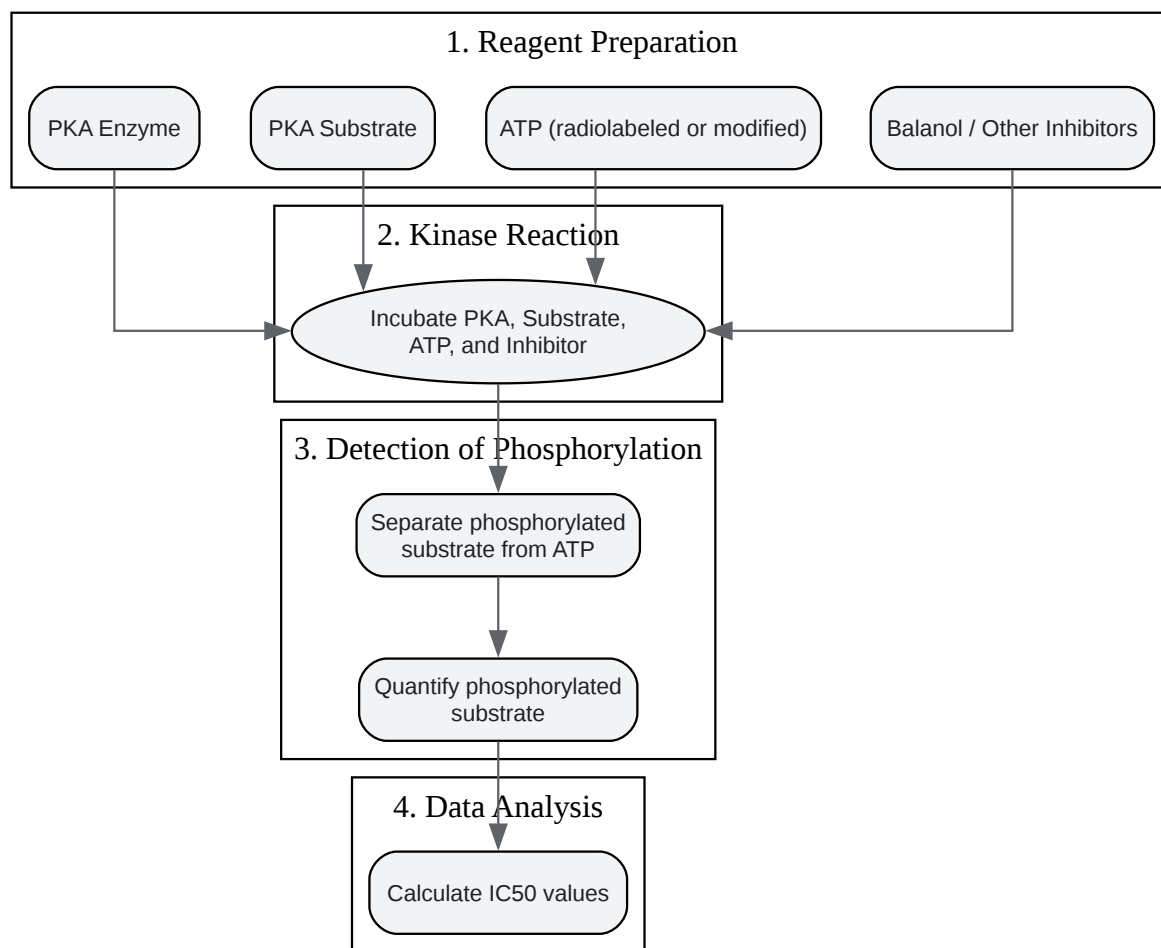 1. Reagent Preparation
PKA Enzyme
PKA Substrate
ATP (radiolabeled or modified)
Balanol / Other Inhibitors
2. Kinase Reaction
Incubate PKA, Substrate,
ATP, and Inhibitor
3. Detection of Phosphorylation
Separate phosphorylated
substrate from ATP
Quantify phosphorylated
substrate
4. Data Analysis
Calculate IC50 values